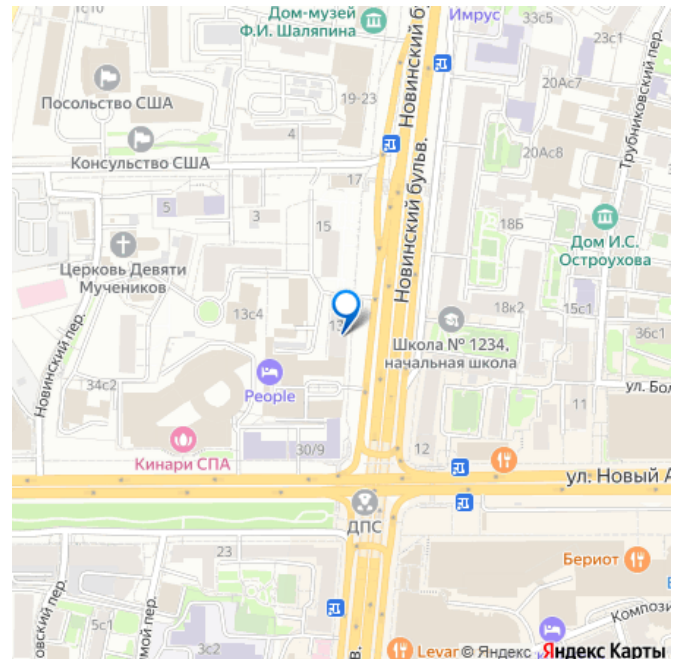 1с10
Дом-музей
Ф.И. Шаляпина
Имрус
33с5
23с1
Посольство США
19-23
Новинский бульв.
20Ас7
Трубниковский пер.
4
Консульство США
20Ас8
17
5
3
15
18Б
Дом И.С.
Остроухова
Церковь Девяти
Мучеников
Новинский бульв.
13с4
18к2
15с1
Школа № 1234,
начальная школа
36с1
Новинский пер.
34с2
People
ул. Бол
11
30/9
12
Кинари СПА
ул. Новый А
ДПС
23
Бериот
5с1
3с2
Композ
Levar
© Яндекс Яндекс Карты